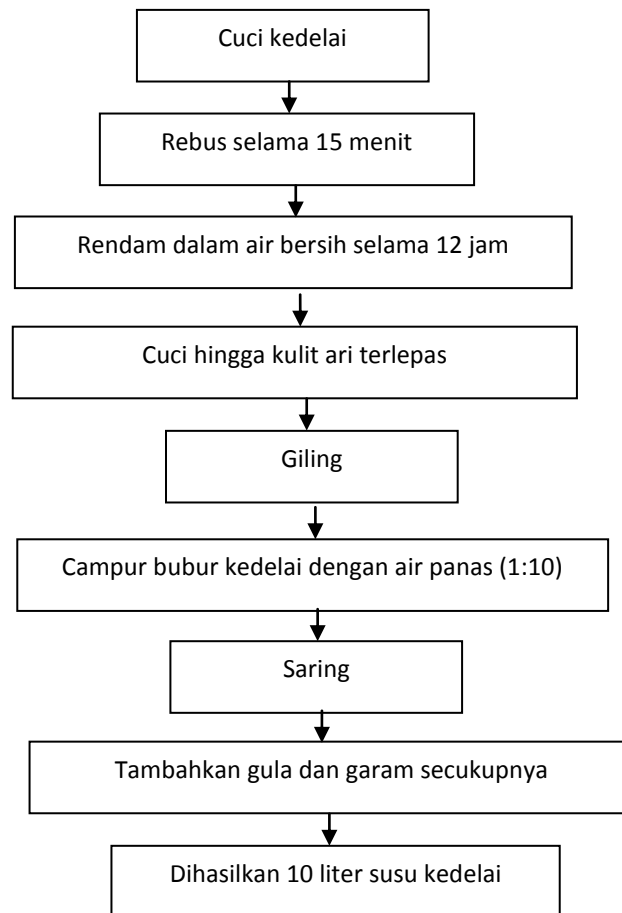 Cuci kedelai
Rebus selama 15 menit
Rendam dalam air bersih selama 12 jam
Cuci hingga kulit ari terlepas
Giling
Campur bubur kedelai dengan air panas (1:10)
Saring
Tambahkan gula dan garam secukupnya
Dihasilkan 10 liter susu kedelai